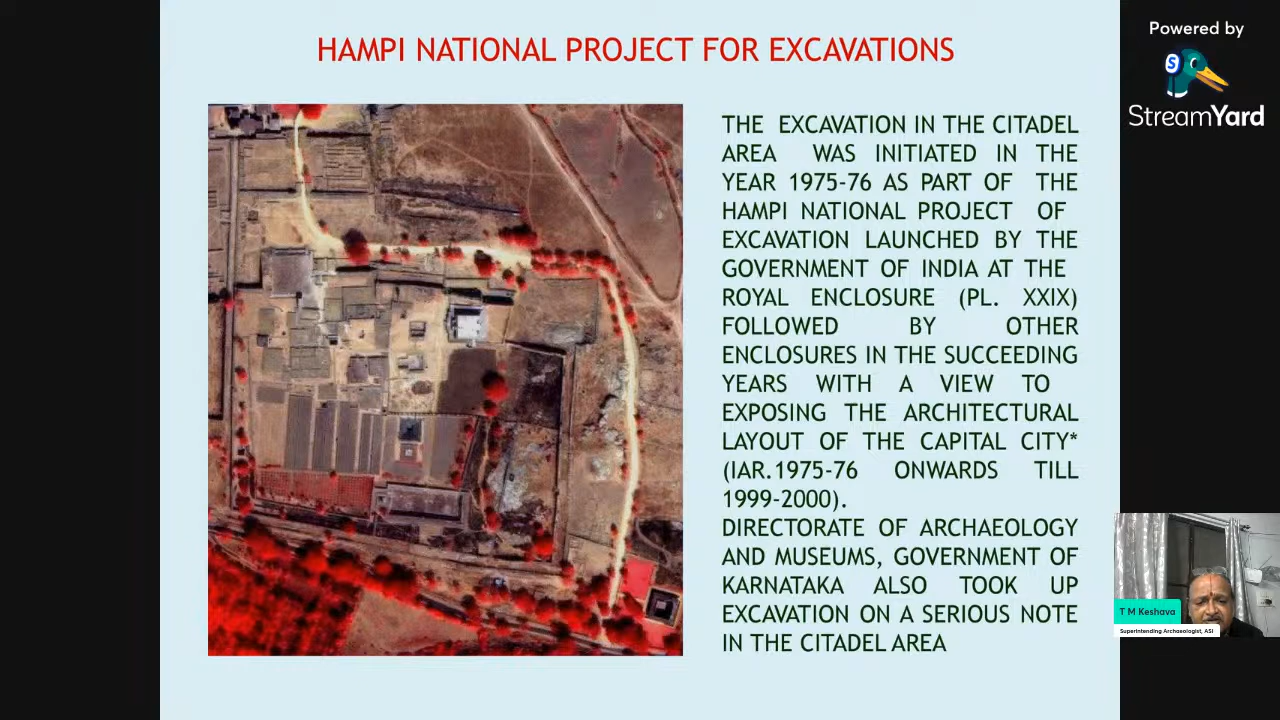 HAMPI NATIONAL PROJECT FOR EXCAVATIONS
THE EXCAVATION IN THE CITADEL
AREA WAS INITIATED IN THE
YEAR 1975-76 AS PART OF THE
HAMPI NATIONAL PROJECT OF
EXCAVATION LAUNCHED BY THE
GOVERNMENT OF INDIA AT THE
ROYAL ENCLOSURE (PL. XXIX)
FOLLOWED BY OTHER
ENCLOSURES IN THE SUCCEEDING
YEARS WITH A VIEW TO
EXPOSING THE ARCHITECTURAL
LAYOUT OF THE CAPITAL CITY*
(IAR.1975-76 ONWARDS TILL
1999-2000).
DIRECTORATE OF ARCHAEOLOGY
AND MUSEUMS, GOVERNMENT OF
KARNATAKA ALSO TOOK UP
EXCAVATION ON A SERIOUS NOTE
IN THE CITADEL AREA
Powered by
S
StreamYard
T M Keshava
Superintending Archaeologist, ASI